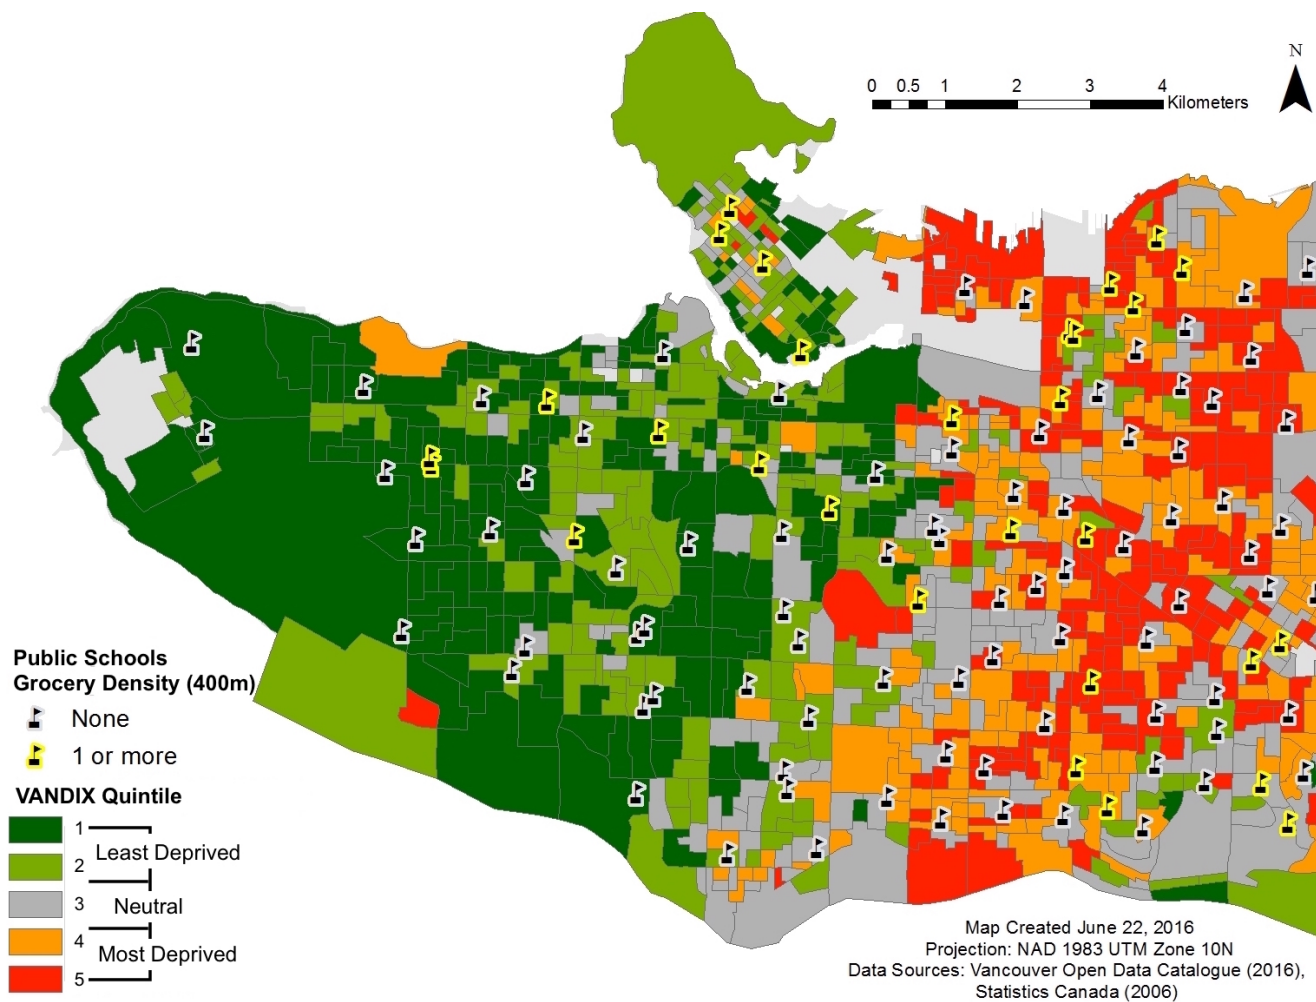 N
0 0.5 1 2 3 4
Kilometers
Public Schools
Grocery Density (400m)
None
1 or more
VANDIX Quintile
1
Least Deprived
2
3
Neutral
4
Most Deprived
5
Map Created June 22, 2016
Projection: NAD 1983 UTM Zone 10N
Data Sources: Vancouver Open Data Catalogue (2016),
Statistics Canada (2006)